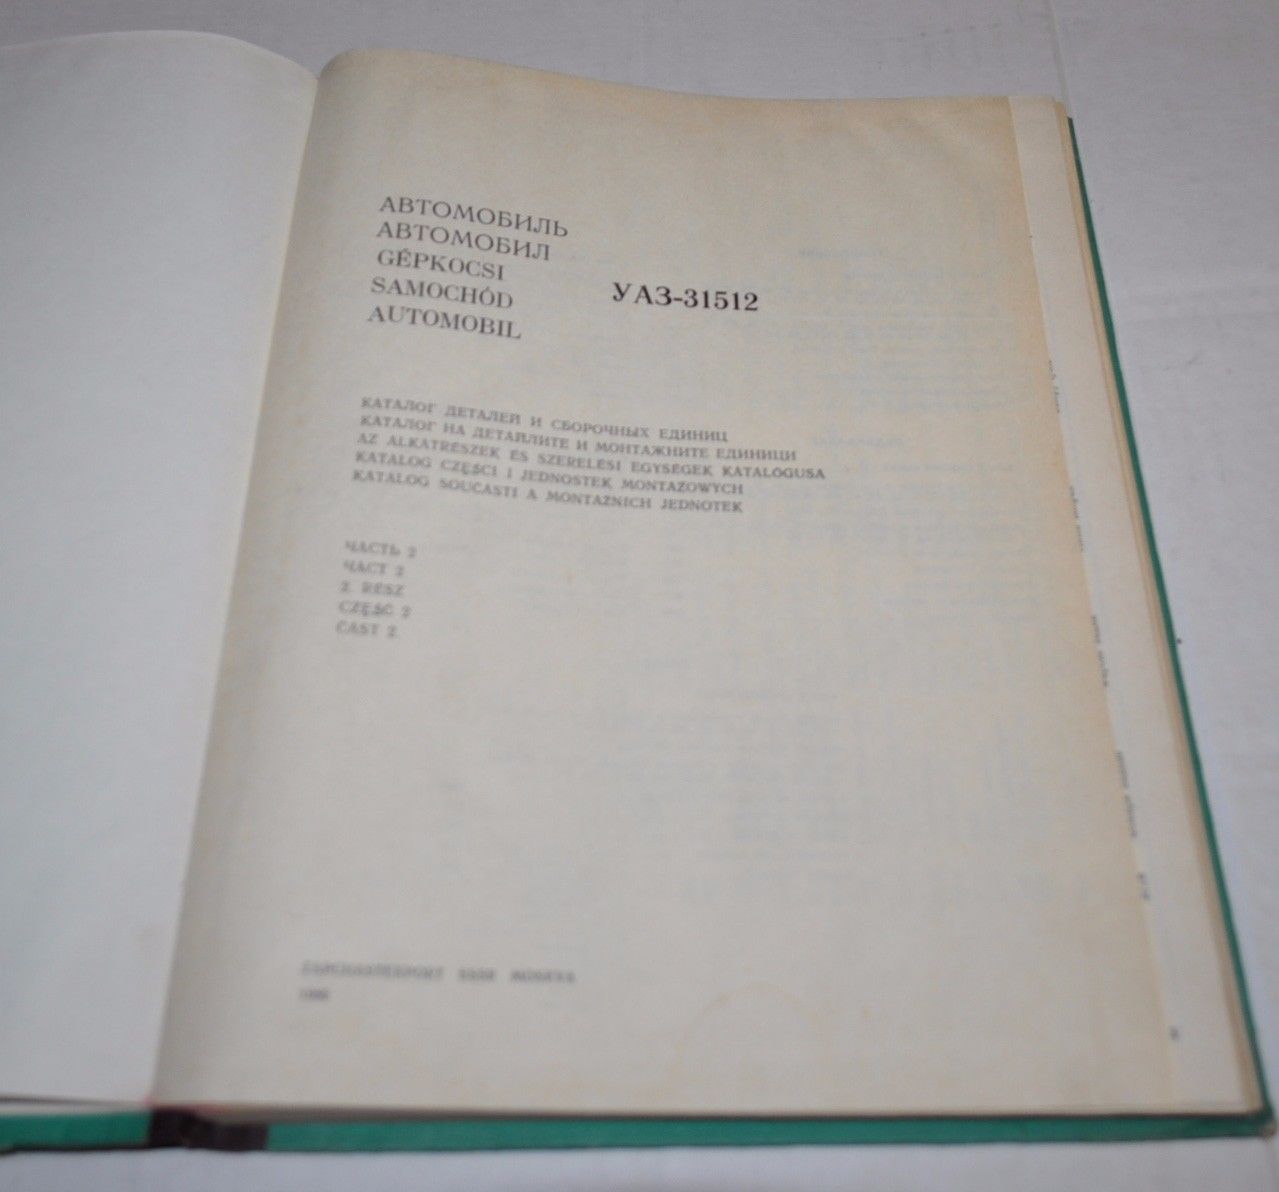 АВТОМОБИЛЬ
АВТОМОБИЛ
GÉPKOCSI
SAMOCHÓD
AUTOMOBIL
УАЗ-31512
КАТАЛОГ ДЕТАЛЕЙ И СБОРОЧНЫХ ЕДИНИЦ
КАТАЛОГ НА ДЕТАЙЛИТЕ И МОНТАЖНИТЕ ЕДИНИЦИ
AZ ALKATRÉSZEK ÉS SZERELÉSI EGYSÉGEK KATALÓGUSA
KATALOG CZĘŚCI I JEDNOSTEK MONTAŻOWYCH
KATALOG SOUČASTÍ A MONTÁŽNÍCH JEDNOTEK
ЧАСТЬ 2
ЧАСТ 2
2. RÉSZ
CZĘŚĆ 2
ČÁST 2